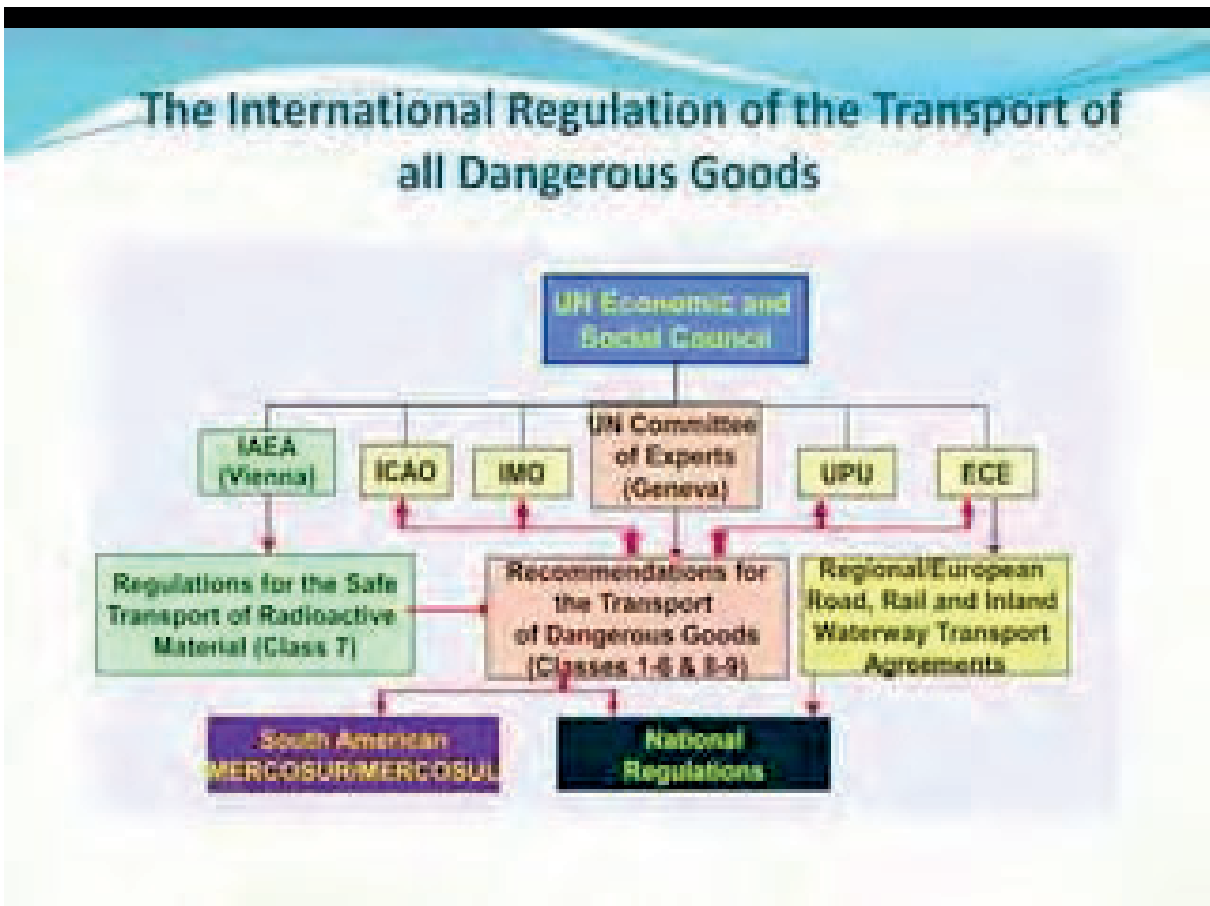 The International Regulation of the Transport of
all Dangerous Goods
UN Economic and
Social Council
IAEA
(Vienna)
ICAO
IMO
UN Committee
of Experts
(Geneva)
UPU
ECE
Regulations for the Safe
Transport of Radioactive
Material (Class 7)
Recommendations for
the Transport
of Dangerous Goods
(Classes 1-6 & 8-9)
Regional/European
Road, Rail and Inland
Waterway Transport
Agreements
South American
MERCOSUR/MERCOSUL
National
Regulations